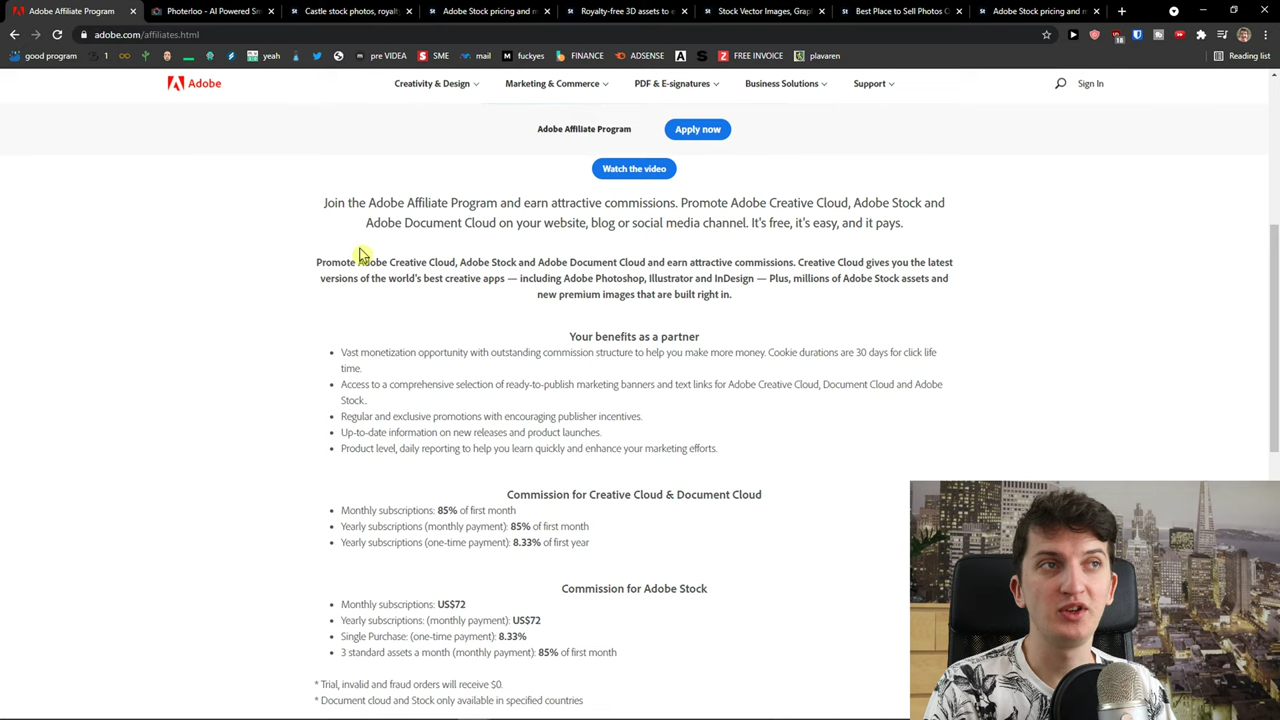 Adobe Affiliate Program
Photerloo - AI Powered Sm
Castle stock photos, royalty
Adobe Stock pricing and m
Royalty-free 3D assets to e
Stock Vector Images, Grap
Best Place to Sell Photos O
Adobe Stock pricing and m
adobe.com/affiliates.html
18
good program
1
yeah
pre VIDEA
SME
mail
fuckyes
FINANCE
ADSENSE
FREE INVOICE
plavaren
Reading list
Adobe
Creativity & Design
Marketing & Commerce
PDF & E-signatures
Business Solutions
Support
Sign In
Adobe Affiliate Program
Apply now
Watch the video
Join the Adobe Affiliate Program and earn attractive commissions. Promote Adobe Creative Cloud, Adobe Stock and
Adobe Document Cloud on your website, blog or social media channel. It's free, it's easy, and it pays.
Promote Adobe Creative Cloud, Adobe Stock and Adobe Document Cloud and earn attractive commissions. Creative Cloud gives you the latest
versions of the world's best creative apps — including Adobe Photoshop, Illustrator and InDesign — Plus, millions of Adobe Stock assets and
new premium images that are built right in.
Your benefits as a partner
Vast monetization opportunity with outstanding commission structure to help you make more money. Cookie durations are 30 days for click life
time.
Access to a comprehensive selection of ready-to-publish marketing banners and text links for Adobe Creative Cloud, Document Cloud and Adobe
Stock..
Regular and exclusive promotions with encouraging publisher incentives.
Up-to-date information on new releases and product launches.
Product level, daily reporting to help you learn quickly and enhance your marketing efforts.
Commission for Creative Cloud & Document Cloud
Monthly subscriptions: 85% of first month
Yearly subscriptions (monthly payment): 85% of first month
Yearly subscriptions (one-time payment): 8.33% of first year
Commission for Adobe Stock
Monthly subscriptions: US$72
Yearly subscriptions: (monthly payment): US$72
Single Purchase: (one-time payment): 8.33%
3 standard assets a month (monthly payment): 85% of first month
* Trial, invalid and fraud orders will receive $0.
* Document cloud and Stock only available in specified countries